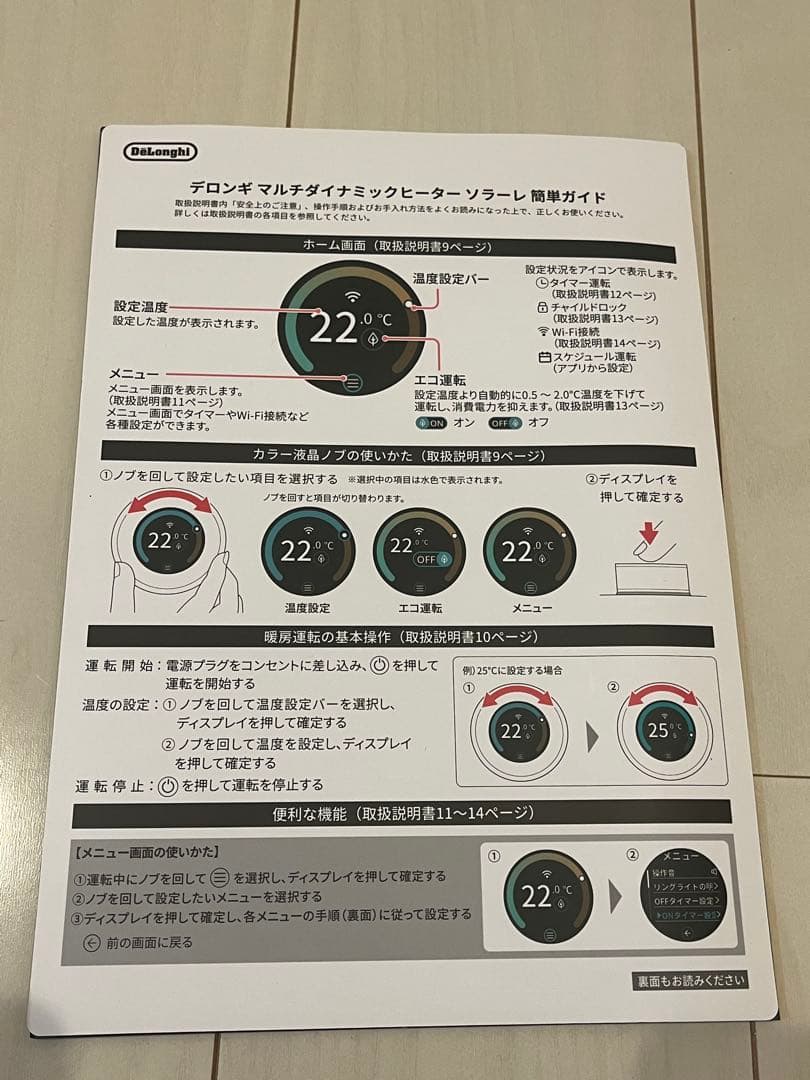 DeLonghi
デロンギ マルチダイナミックヒーター ソラーレ 簡単ガイド
取扱説明書内「安全上のご注意」、操作手順およびお手入れ方法をよくお読みになった上で、正しくお使いください。
詳しくは取扱説明書の各項目を参照してください。
ホーム画面（取扱説明書9ページ）
設定温度
設定した温度が表示されます。
メニュー
メニュー画面を表示します。
（取扱説明書11ページ）
メニュー画面でタイマーやWi-Fi接続など
各種設定ができます。
22.0 ℃
温度設定バー
エコ運転
設定温度より自動的に0.5 ～ 2.0℃温度を下げて
運転し、消費電力を抑えます。（取扱説明書13ページ）
ON オン OFF オフ
設定状況をアイコンで表示します。
タイマー運転
（取扱説明書12ページ）
チャイルドロック
（取扱説明書13ページ）
Wi-Fi接続
（取扱説明書14ページ）
スケジュール運転
（アプリから設定）
カラー液晶ノブの使いかた（取扱説明書9ページ）
①ノブを回して設定したい項目を選択する ※選択中の項目は水色で表示されます。
ノブを回すと項目が切り替わります。
22.0 ℃
22.0 ℃
温度設定
22.0 ℃
OFF
エコ運転
22.0 ℃
メニュー
②ディスプレイを
押して確定する
暖房運転の基本操作（取扱説明書10ページ）
運転開始：電源プラグをコンセントに差し込み、を押して
運転を開始する
温度の設定：①ノブを回して温度設定バーを選択し、
ディスプレイを押して確定する
②ノブを回して温度を設定し、ディスプレイ
を押して確定する
運転停止：を押して運転を停止する
例）25℃に設定する場合
①
22.0 ℃
②
25.0 ℃
便利な機能（取扱説明書11～14ページ）
【メニュー画面の使いかた】
①運転中にノブを回してを選択し、ディスプレイを押して確定する
②ノブを回して設定したいメニューを選択する
③ディスプレイを押して確定し、各メニューの手順（裏面）に従って設定する
前の画面に戻る
①
22.0 ℃
②
メニュー
操作音
リングライトの明
OFFタイマー設定
ONタイマー設定
裏面もお読みください